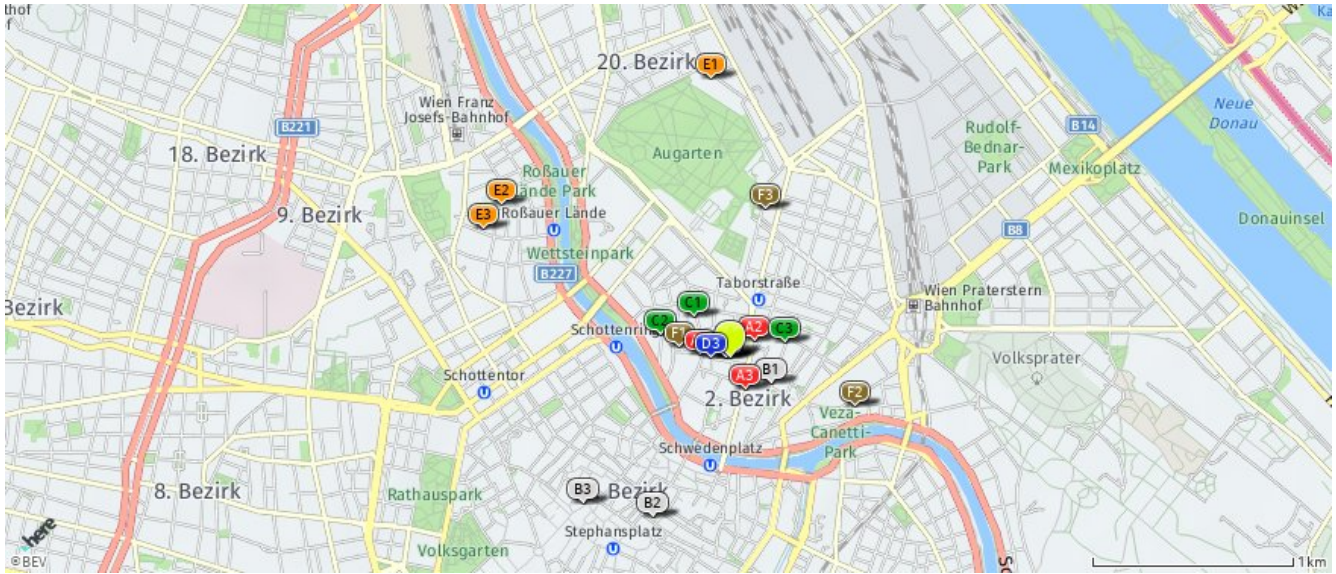 thof
f
Ka
20. Bezirk
E1
Wien Franz
Josefs-Bahnhof
Neue
Donau
B221
B14
Rudolf-
Bednar-
Park
18. Bezirk
Augarten
Mexikoplatz
Roßauer
lände Park
E2
F3
E3
Roßauer Lände
9. Bezirk
Donauinsel
B8
U
Wettsteinpark
B227
Taborstraße
Wien Praterstern
Bahnhof
U
C1
Bezirk
C2
A2
C3
Schottenring
F1
D3
U
Volksprater
Schottentor
A3
B1
U
2. Bezirk
F2
Veza-
Canetti-
Park
Schwedenplatz
U
8. Bezirk
Rathauspark
B3
Bezirk
B2
Stephansplatz
U
Volksgarten
here
©BEV
1km